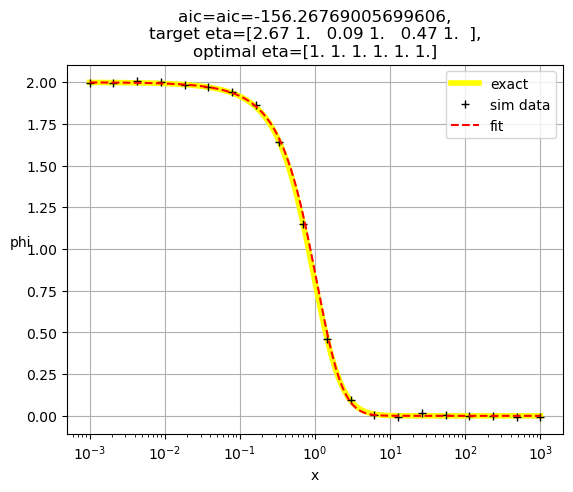 aic=aic=-156.26769005699606,
target eta=[2.67 1.   0.09 1.   0.47 1.  ],
optimal eta=[1. 1. 1. 1. 1. 1.]
2.00
1.75
1.50
1.25
1.00
0.75
0.50
0.25
0.00
phi
exact
sim data
fit
10⁻³
10⁻²
10⁻¹
10⁰
10¹
10²
10³
x